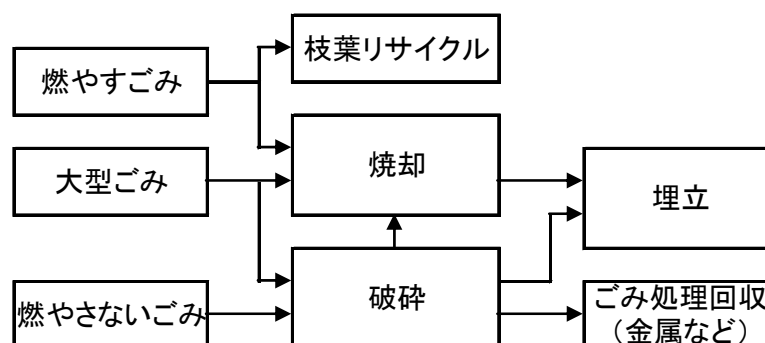 枝葉リサイクル
燃やすごみ
焼却
大型ごみ
埋立
破砕
燃やさないごみ
ごみ処理回収
（金属など）